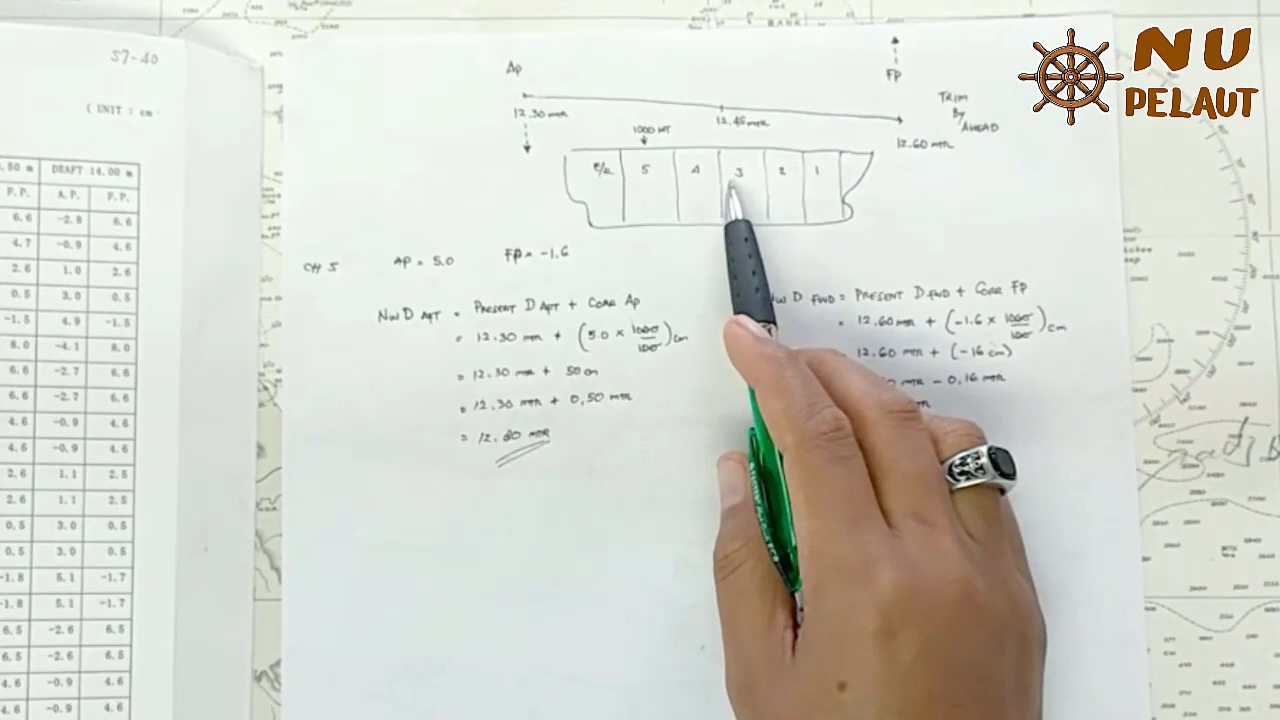 NU
PELAUT
S7-40
( UNIT : cm
.50 m DRAFT 14.00 m
F.P. A.P. F.P.
6.6 -2.8 6.6
4.7 -0.9 4.6
2.6 1.0 2.6
0.5 3.0 0.5
-1.5 4.9 -1.5
8.0 -4.1 8.0
6.6 -2.7 6.6
6.6 -2.7 6.6
4.6 -0.9 4.6
4.6 -0.9 4.6
2.6 1.1 2.5
2.6 1.1 2.5
0.5 3.0 0.5
0.5 3.0 0.5
-1.8 5.1 -1.7
-1.8 5.1 -1.7
6.5 -2.6 6.5
6.5 -2.6 6.5
4.6 -0.9 4.6
4.6 -0.9 4.6
AP
FP
12.30 MTR
12.45 MTR
12.60 MTR
TRIM
BY
AHEAD
1000 MT
E/R 5 4 3 2 1
CH 5 AP = 5.0 FP = -1.6
NW D AFT = PRESENT D AFT + CORR AP
= 12.30 MTR + (5.0 × 1000/100) cm
= 12.30 MTR + 50 cm
= 12.30 MTR + 0,50 MTR
= 12.80 MTR
W D FWD = PRESENT D FWD + CORR FP
= 12.60 MTR + (-1.6 × 1000/100) cm
= 12.60 MTR + (-16 cm)
MTR - 0,16 MTR